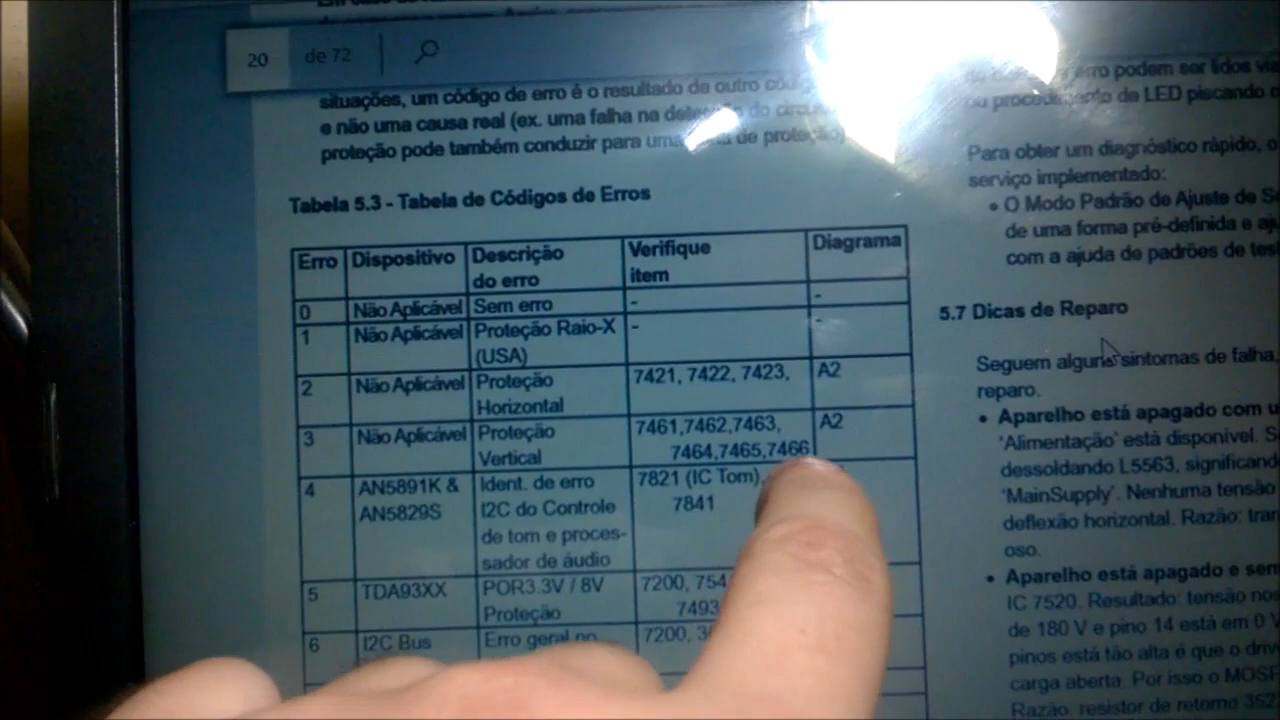 20 de 72
situações, um código de erro é o resultado de outro
e não uma causa real (ex. uma falha na
proteção pode também conduzir para uma de proteção)
Tabela 5.3 - Tabela de Códigos de Erros
Erro Dispositivo Descrição do erro Verifique item Diagrama
0 Não Aplicável Sem erro - -
1 Não Aplicável Proteção Raio-X - -
(USA)
2 Não Aplicável Proteção 7421, 7422, 7423, A2
Horizontal
3 Não Aplicável Proteção 7461,7462,7463, A2
Vertical 7464,7465,7466
4 AN5891K & Ident. de erro 7821 (IC Tom),
AN5829S I2C do Controle 7841
de tom e proces-
sador de áudio
5 TDA93XX POR3.3V / 8V 7200,
Proteção 7493
6 I2C Bus Erro geral no 7200,
erro podem ser lidos
de LED piscando
Para obter um diagnóstico rápido, o
serviço implementado:
• O Modo Padrão de Ajuste de
de uma forma pré-definida e
com a ajuda de padrões de
5.7 Dicas de Reparo
Seguem alguns sintomas de falha,
reparo.
• Aparelho está apagado com
'Alimentação' está disponível.
dessoldando L5563,
'MainSupply'. Nenhuma tensão
deflexão horizontal. Razão:
oso.
• Aparelho está apagado e
IC 7520. Resultado: tensão
de 180 V e pino 14 está em 0
pinos está tão alta é que o
carga aberta. Por isso o
Razão: resistor de retorno